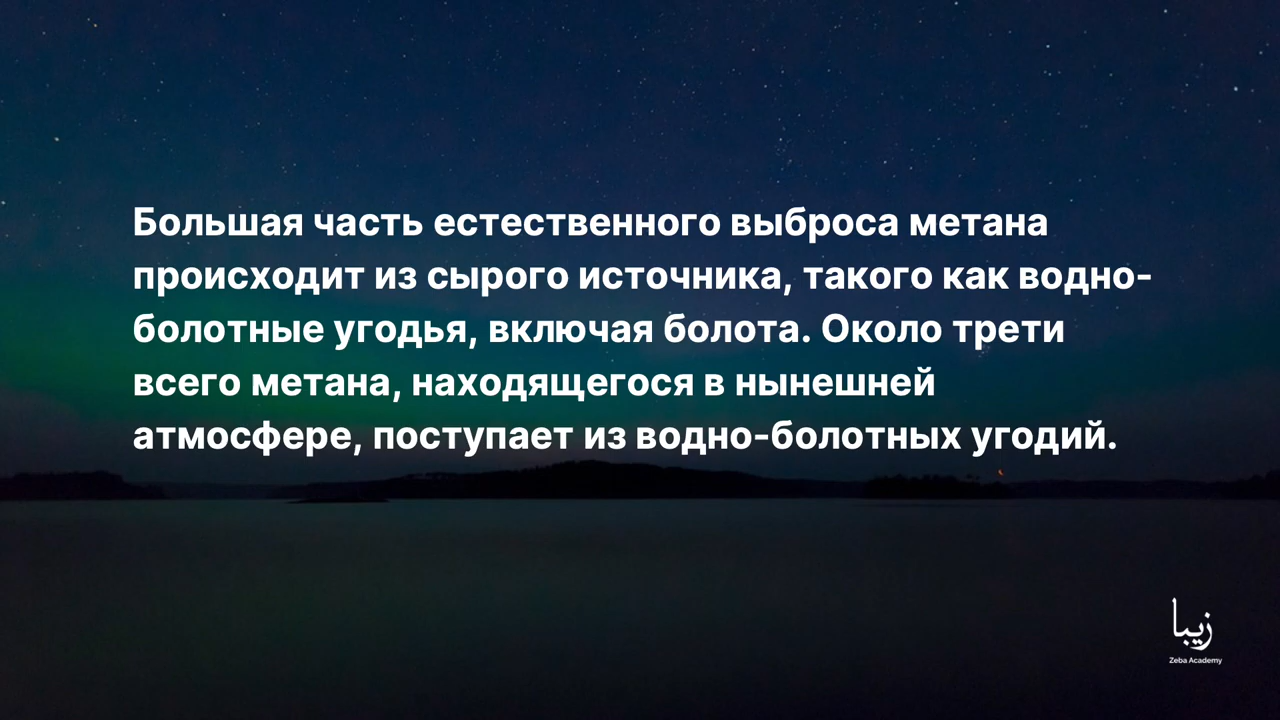 Большая часть естественного выброса метана
происходит из сырого источника, такого как водно-
болотные угодья, включая болота. Около трети
всего метана, находящегося в нынешней
атмосфере, поступает из водно-болотных угодий.
زيبا
Zeba Academy